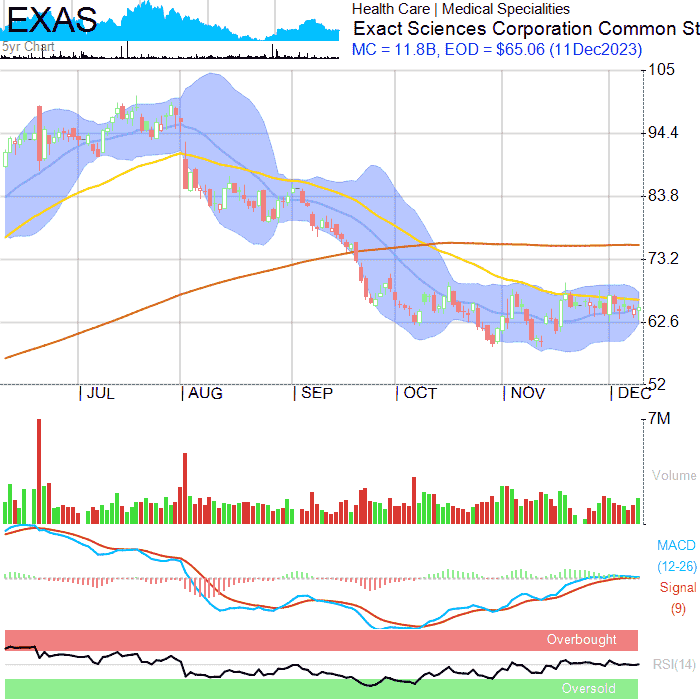 EXAS
5yr Chart
Health Care | Medical Specialities
Exact Sciences Corporation Common St
MC = 11.8B, EOD = $65.06 (11Dec2023)
105
94.4
83.8
73.2
62.6
52
| JUL | AUG | SEP | OCT | NOV | DEC
7M
Volume
MACD
(12-26)
Signal
(9)
Overbought
RSI(14)
Oversold